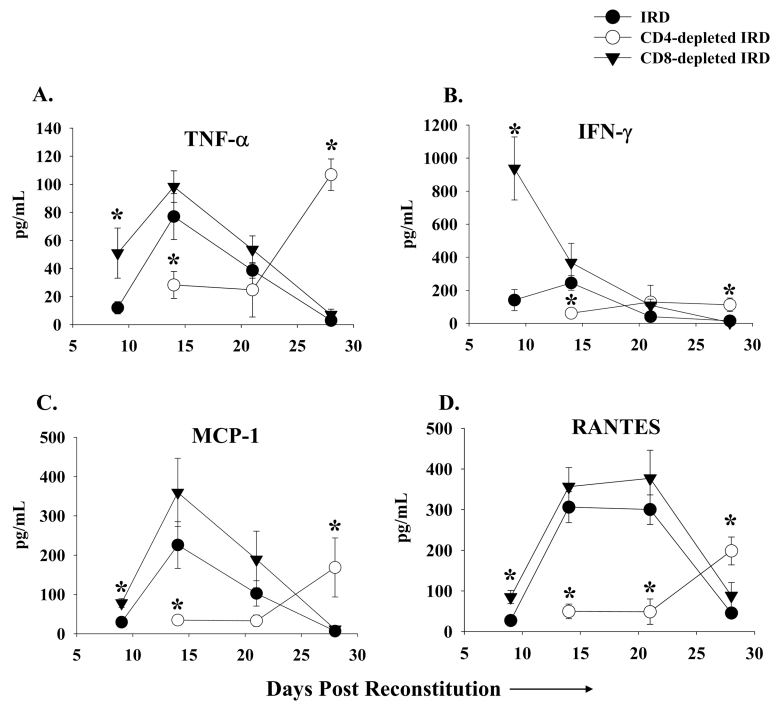 IRD
CD4-depleted IRD
CD8-depleted IRD
A.
TNF-α
pg/mL
140
120
100
80
60
40
20
0
5 10 15 20 25 30
*
*
*
B.
IFN-γ
pg/mL
1200
1000
800
600
400
200
0
5 10 15 20 25 30
*
*
*
C.
MCP-1
pg/mL
500
400
300
200
100
0
5 10 15 20 25 30
*
*
*
D.
RANTES
pg/mL
500
400
300
200
100
0
5 10 15 20 25 30
*
*
*
*
Days Post Reconstitution